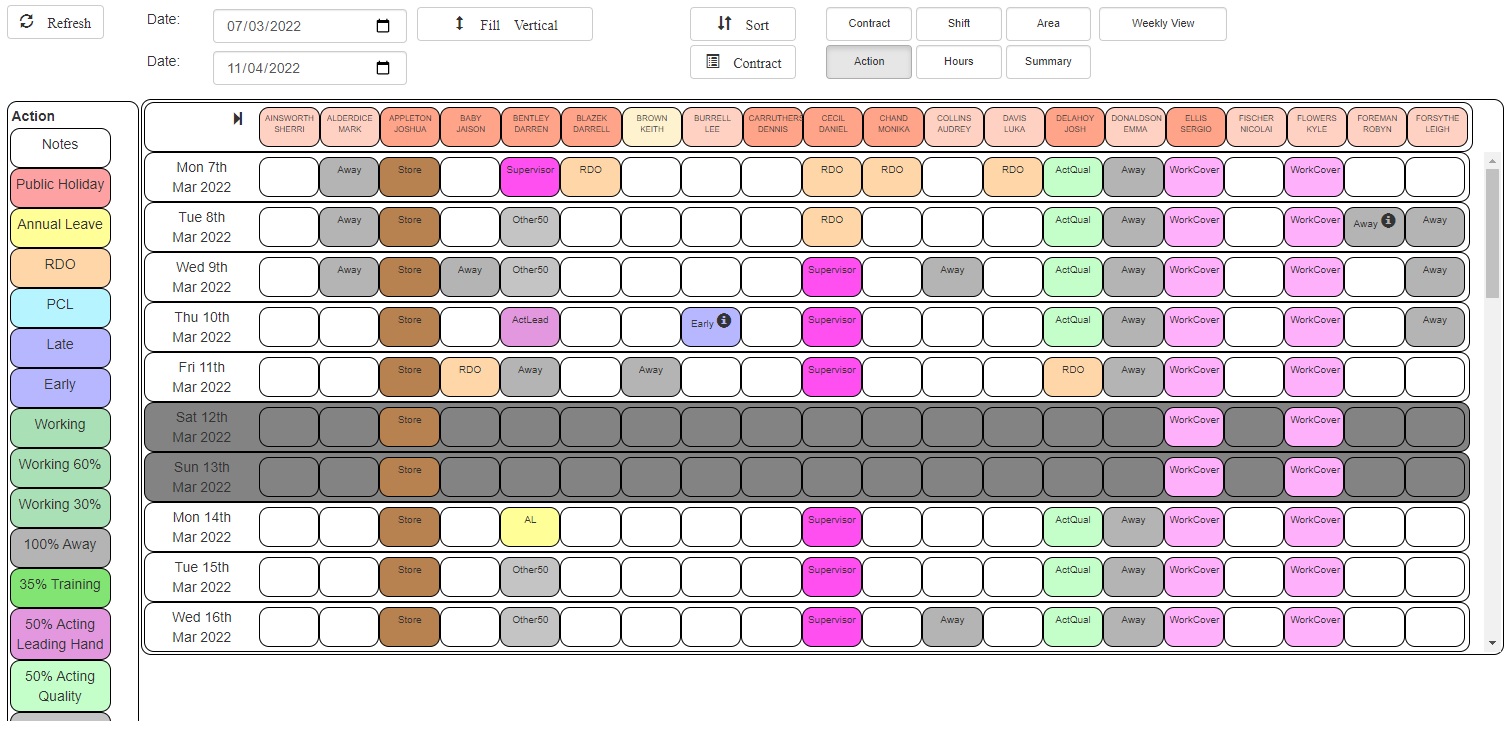 Refresh
Date:
07/03/2022
Fill Vertical
Sort
Contract Shift Area Weekly View
Date:
11/04/2022
Contract
Action Hours Summary
Action
Notes
Public Holiday
Annual Leave
RDO
PCL
Late
Early
Working
Working 60%
Working 30%
100% Away
35% Training
50% Acting
Leading Hand
50% Acting
Quality
AINSWORTH ALDERDICE APPLETON BABY BENTLEY BLAZEK BROWN BURRELL CARRUTHERS CECIL CHAND COLLINS DAVIS DELAHOY DONALDSON ELLIS FISCHER FLOWERS FOREMAN FORSYTHE
SHERRI MARK JOSHUA JAISON DARREN DARRELL KEITH LEE DENNIS DANIEL MONIKA AUDREY LUKA JOSH EMMA SERGIO NICOLAI KYLE ROBYN LEIGH
Mon 7th Away Store Supervisor RDO RDO RDO RDO ActQual Away WorkCover WorkCover
Mar 2022
Tue 8th Away Store Other50 RDO ActQual Away WorkCover WorkCover Away Away
Mar 2022
Wed 9th Away Store Away Other50 Supervisor Away ActQual Away WorkCover WorkCover Away
Mar 2022
Thu 10th Store ActLead Early Supervisor ActQual Away WorkCover WorkCover Away
Mar 2022
Fri 11th Store RDO Away Away Supervisor RDO Away WorkCover WorkCover
Mar 2022
Sat 12th Store WorkCover WorkCover
Mar 2022
Sun 13th Store WorkCover WorkCover
Mar 2022
Mon 14th Store AL Supervisor ActQual Away WorkCover WorkCover
Mar 2022
Tue 15th Store Other50 Supervisor ActQual Away WorkCover WorkCover
Mar 2022
Wed 16th Store Other50 Supervisor Away ActQual Away WorkCover WorkCover
Mar 2022